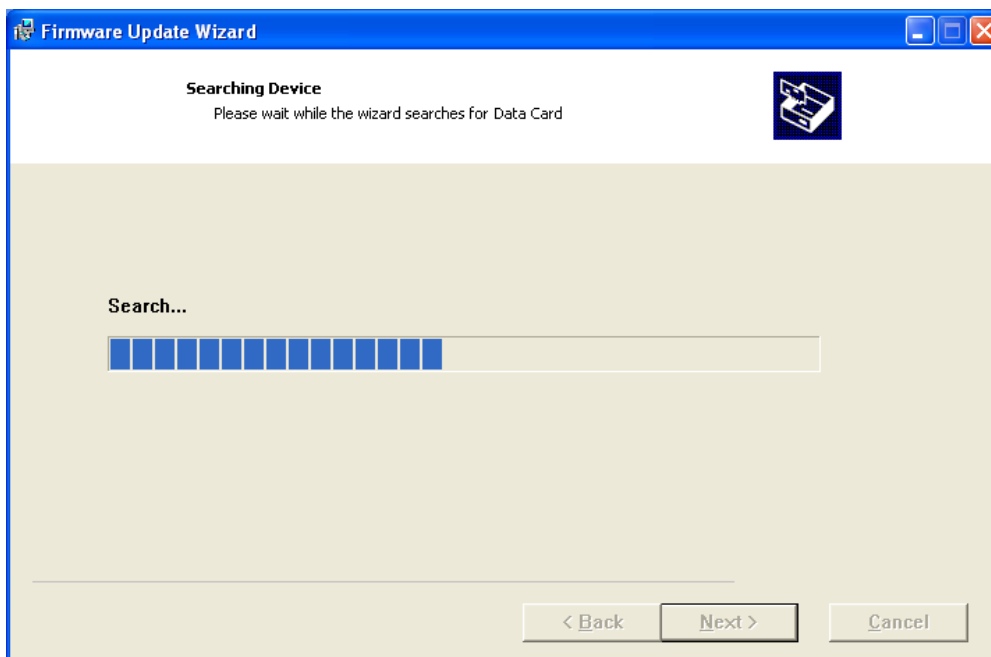 Firmware Update Wizard
Searching Device
Please wait while the wizard searches for Data Card
Search...
< Back Next > Cancel